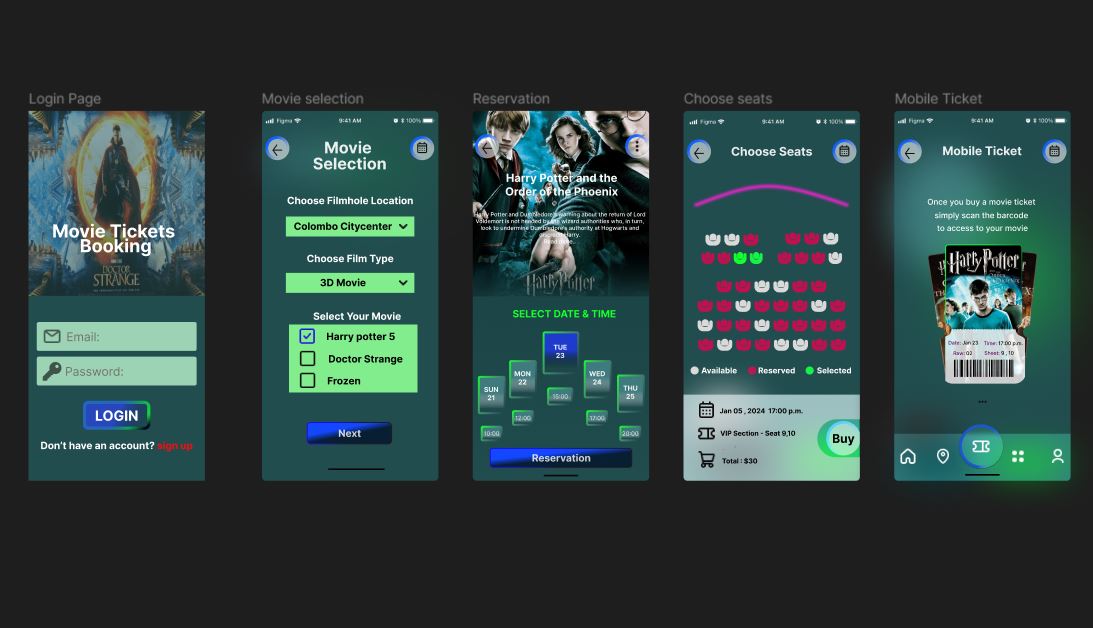 Login Page
Movie Tickets
Booking
DOCTOR
STRANGE
Email:
Password:
LOGIN
Don't have an account? sign up
Movie selection
Figma
9:41 AM
100%
Movie
Selection
Choose Filmhole Location
Colombo Citycenter
Choose Film Type
3D Movie
Select Your Movie
Harry potter 5
Doctor Strange
Frozen
Next
Reservation
9:41 AM
Harry Potter and the
Order of the Phoenix
Harry Potter and Dumbledore's warning about the return of Lord
Voldemort is not heeded by the wizard authorities who, in turn,
look to undermine Dumbledore's authority at Hogwarts and
discredit Harry.
Read more...
Harry Potter
SELECT DATE & TIME
SUN
21
MON
22
TUE
23
WED
24
THU
25
10:00
12:00
15:00
17:00
20:00
Reservation
Choose seats
Figma
9:41 AM
100%
Choose Seats
Available
Reserved
Selected
Jan 05 , 2024 17:00 p.m.
VIP Section - Seat 9,10
Total : $30
Buy
Mobile Ticket
Figma
9:41 AM
100%
Mobile Ticket
Once you buy a movie ticket
simply scan the barcode
to access to your movie
Harry Potter
Date: Jan 23
Time: 17:00 p.m.
Row: 02
Sheet: 9 , 10
...